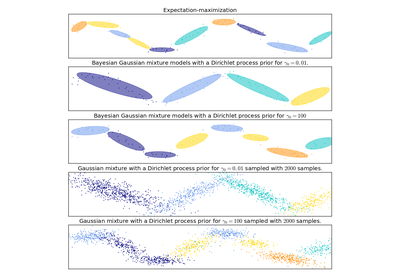 Expectation-maximization
Bayesian Gaussian mixture models with a Dirichlet process prior for γ₀ = 0.01.
Bayesian Gaussian mixture models with a Dirichlet process prior for γ₀ = 100
Gaussian mixture with a Dirichlet process prior for γ₀ = 0.01 sampled with 2000 samples.
Gaussian mixture with a Dirichlet process prior for γ₀ = 100 sampled with 2000 samples.